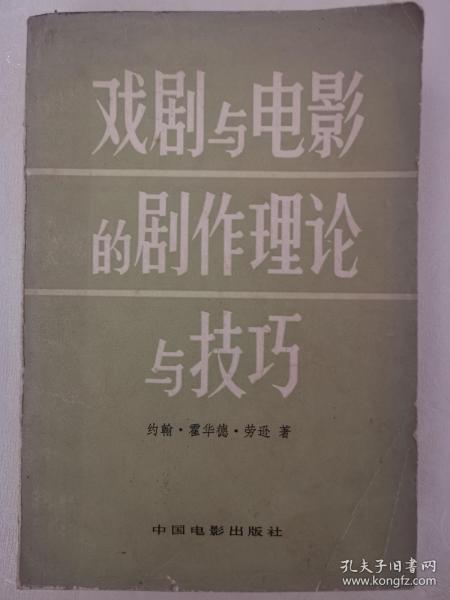 戏剧与电影
的剧作理论
与技巧
约翰·霍华德·劳逊 著
中国电影出版社
孔夫子旧书网
www.kongfz.com